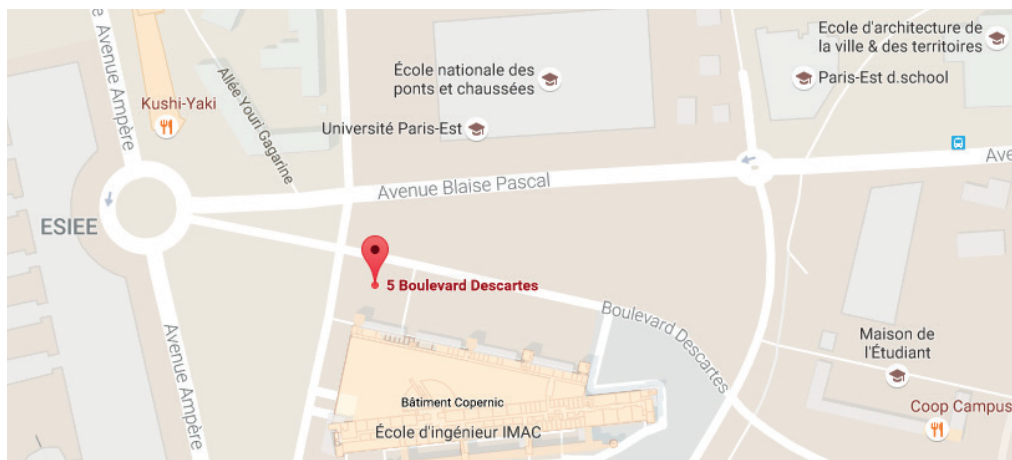 e Avenue Ampère
Ecole d'architecture de
la ville & des territoires
École nationale des
ponts et chaussées
Paris-Est d.school
Allée Youri Gagarine
Kushi-Yaki
Université Paris-Est
Ave
Avenue Blaise Pascal
ESIEE
5 Boulevard Descartes
Boulevard Descartes
Avenue Ampère
Maison de
l'Étudiant
Bâtiment Copernic
Coop Campus
École d'ingénieur IMAC